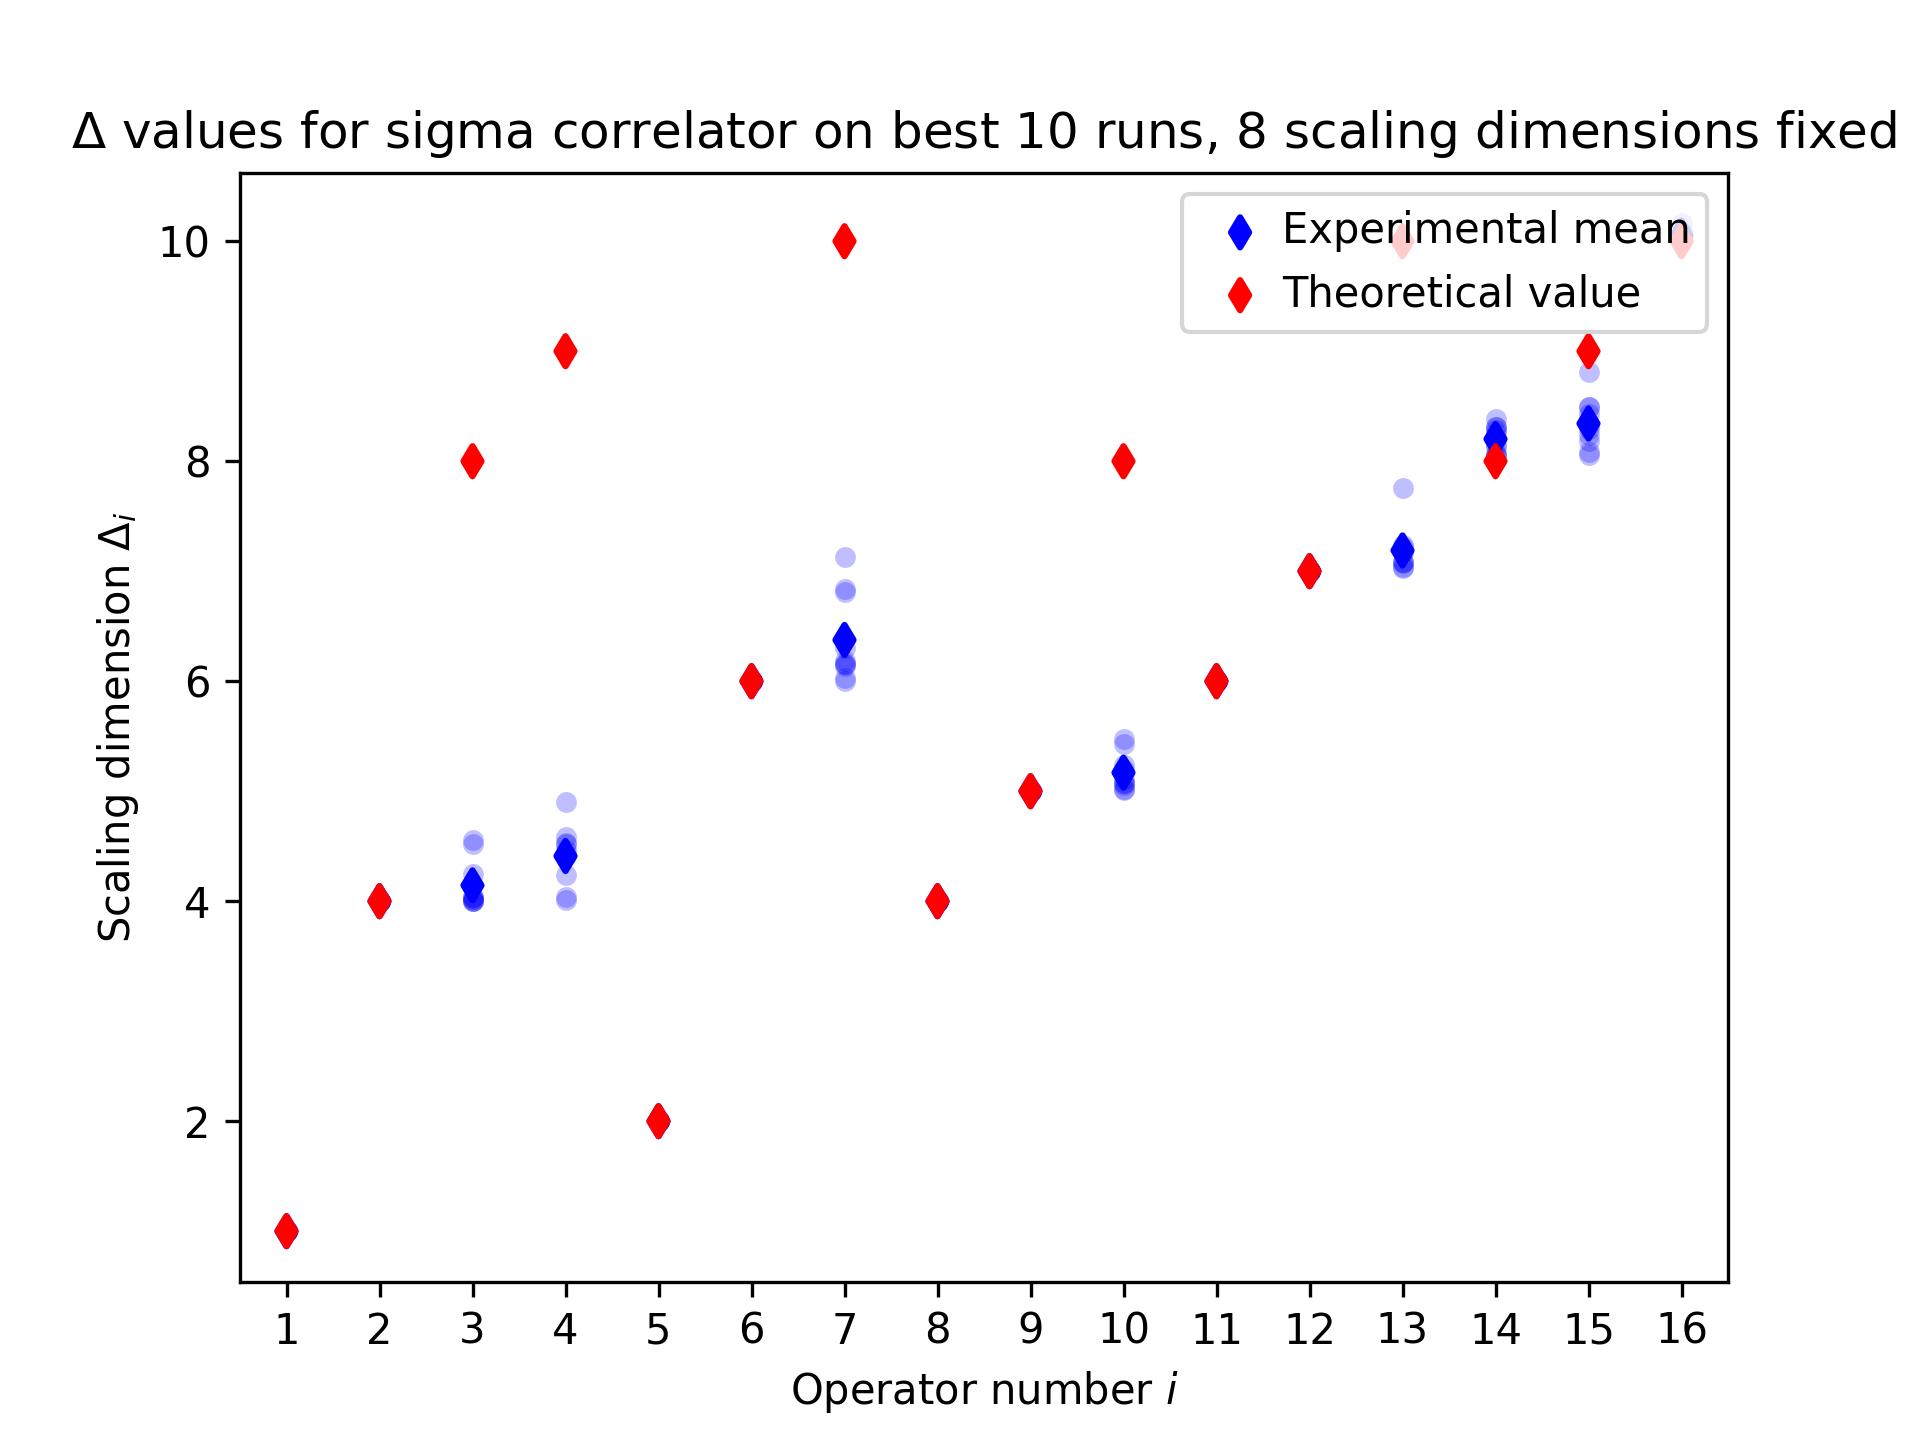 Δ values for sigma correlator on best 10 runs, 8 scaling dimensions fixed
Experimental mean
Theoretical value
10
8
6
4
2
Scaling dimension Δᵢ
1 2 3 4 5 6 7 8 9 10 11 12 13 14 15 16
Operator number i